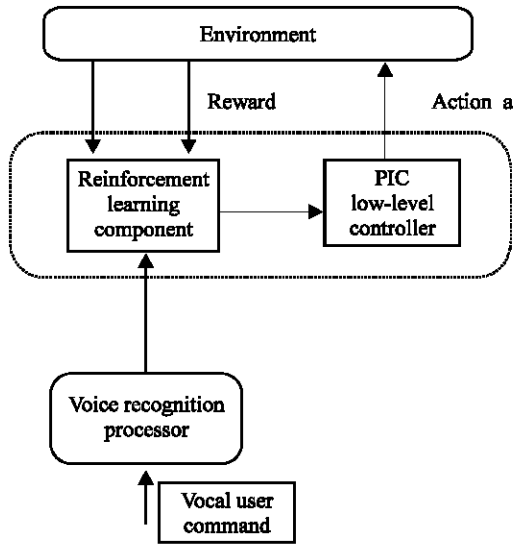 Environment
Reward
Action a
Reinforcement
learning
component
PIC
low-level
controller
Voice recognition
processor
Vocal user
command